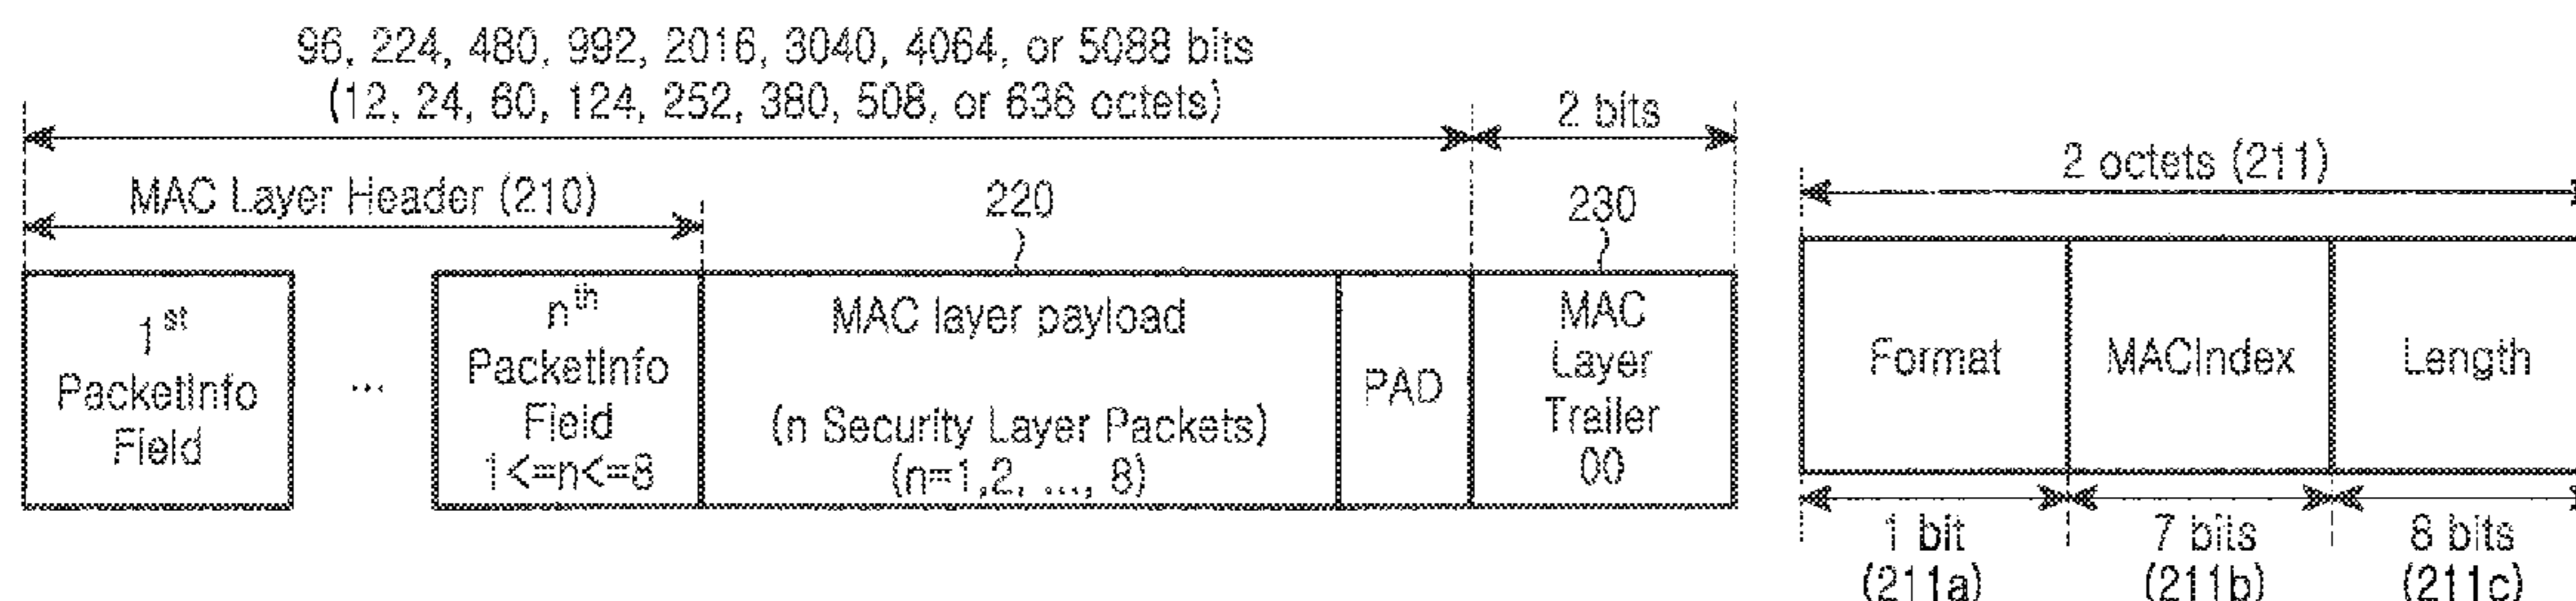 96, 224, 480, 992, 2016, 3040, 4064, or 5088 bits
(12, 24, 60, 124, 252, 380, 508, or 636 octets)
2 bits
MAC Layer Header (210)
220
230
2 octets (211)
1st
PacketInfo
Field
...
nth
PacketInfo
Field
1<=n<=8
MAC layer payload
(n Security Layer Packets)
(n=1,2, ..., 8)
PAD
MAC
Layer
Trailer
00
Format
MACIndex
Length
1 bit
(211a)
7 bits
(211b)
8 bits
(211c)